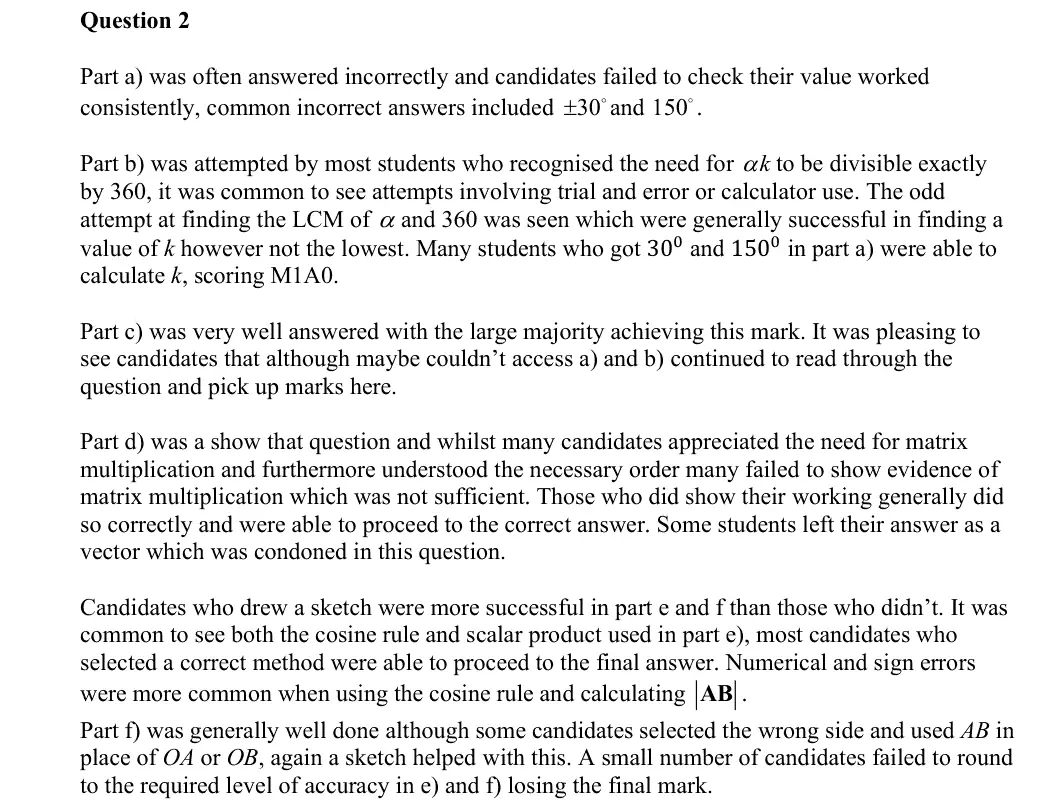 Question 2
Part a) was often answered incorrectly and candidates failed to check their value worked
consistently, common incorrect answers included ±30° and 150°.
Part b) was attempted by most students who recognised the need for αk to be divisible exactly
by 360, it was common to see attempts involving trial and error or calculator use. The odd
attempt at finding the LCM of α and 360 was seen which were generally successful in finding a
value of k however not the lowest. Many students who got 30⁰ and 150⁰ in part a) were able to
calculate k, scoring M1A0.
Part c) was very well answered with the large majority achieving this mark. It was pleasing to
see candidates that although maybe couldn’t access a) and b) continued to read through the
question and pick up marks here.
Part d) was a show that question and whilst many candidates appreciated the need for matrix
multiplication and furthermore understood the necessary order many failed to show evidence of
matrix multiplication which was not sufficient. Those who did show their working generally did
so correctly and were able to proceed to the correct answer. Some students left their answer as a
vector which was condoned in this question.
Candidates who drew a sketch were more successful in part e and f than those who didn’t. It was
common to see both the cosine rule and scalar product used in part e), most candidates who
selected a correct method were able to proceed to the final answer. Numerical and sign errors
were more common when using the cosine rule and calculating |AB|.
Part f) was generally well done although some candidates selected the wrong side and used AB in
place of OA or OB, again a sketch helped with this. A small number of candidates failed to round
to the required level of accuracy in e) and f) losing the final mark.